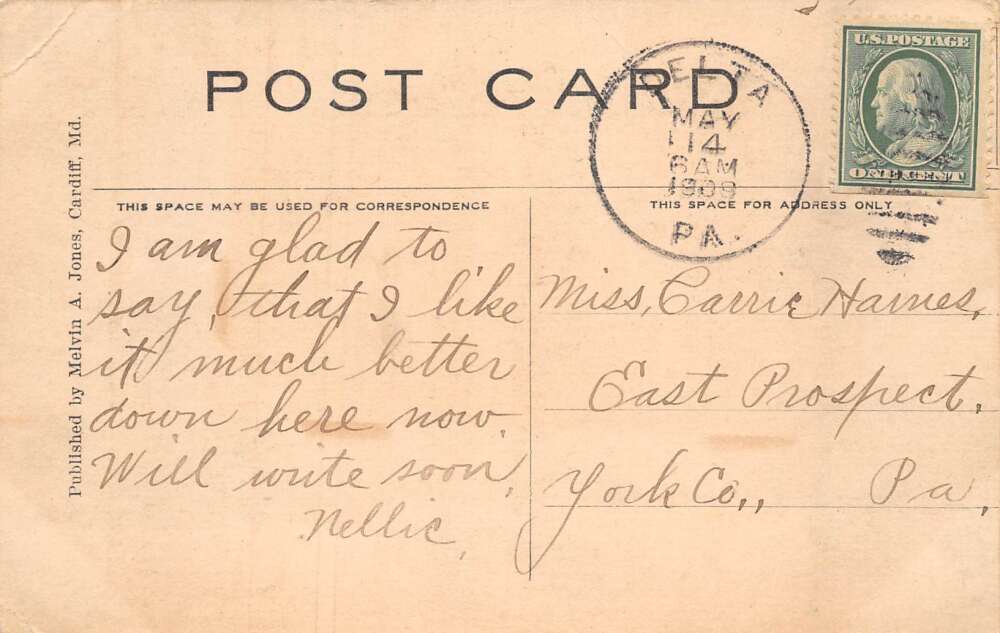 POST CARD
U.S. POSTAGE
ONE CENT
DELTA
MAY
14
6 AM
1909
PA.
THIS SPACE MAY BE USED FOR CORRESPONDENCE
THIS SPACE FOR ADDRESS ONLY
Published by Melvin A. Jones, Cardiff, Md.
I am glad to
say, that I like
it much better
down here now.
Will write soon,
Nellie,
Miss, Carrie Haines,
East Prospect,
York Co., Pa,